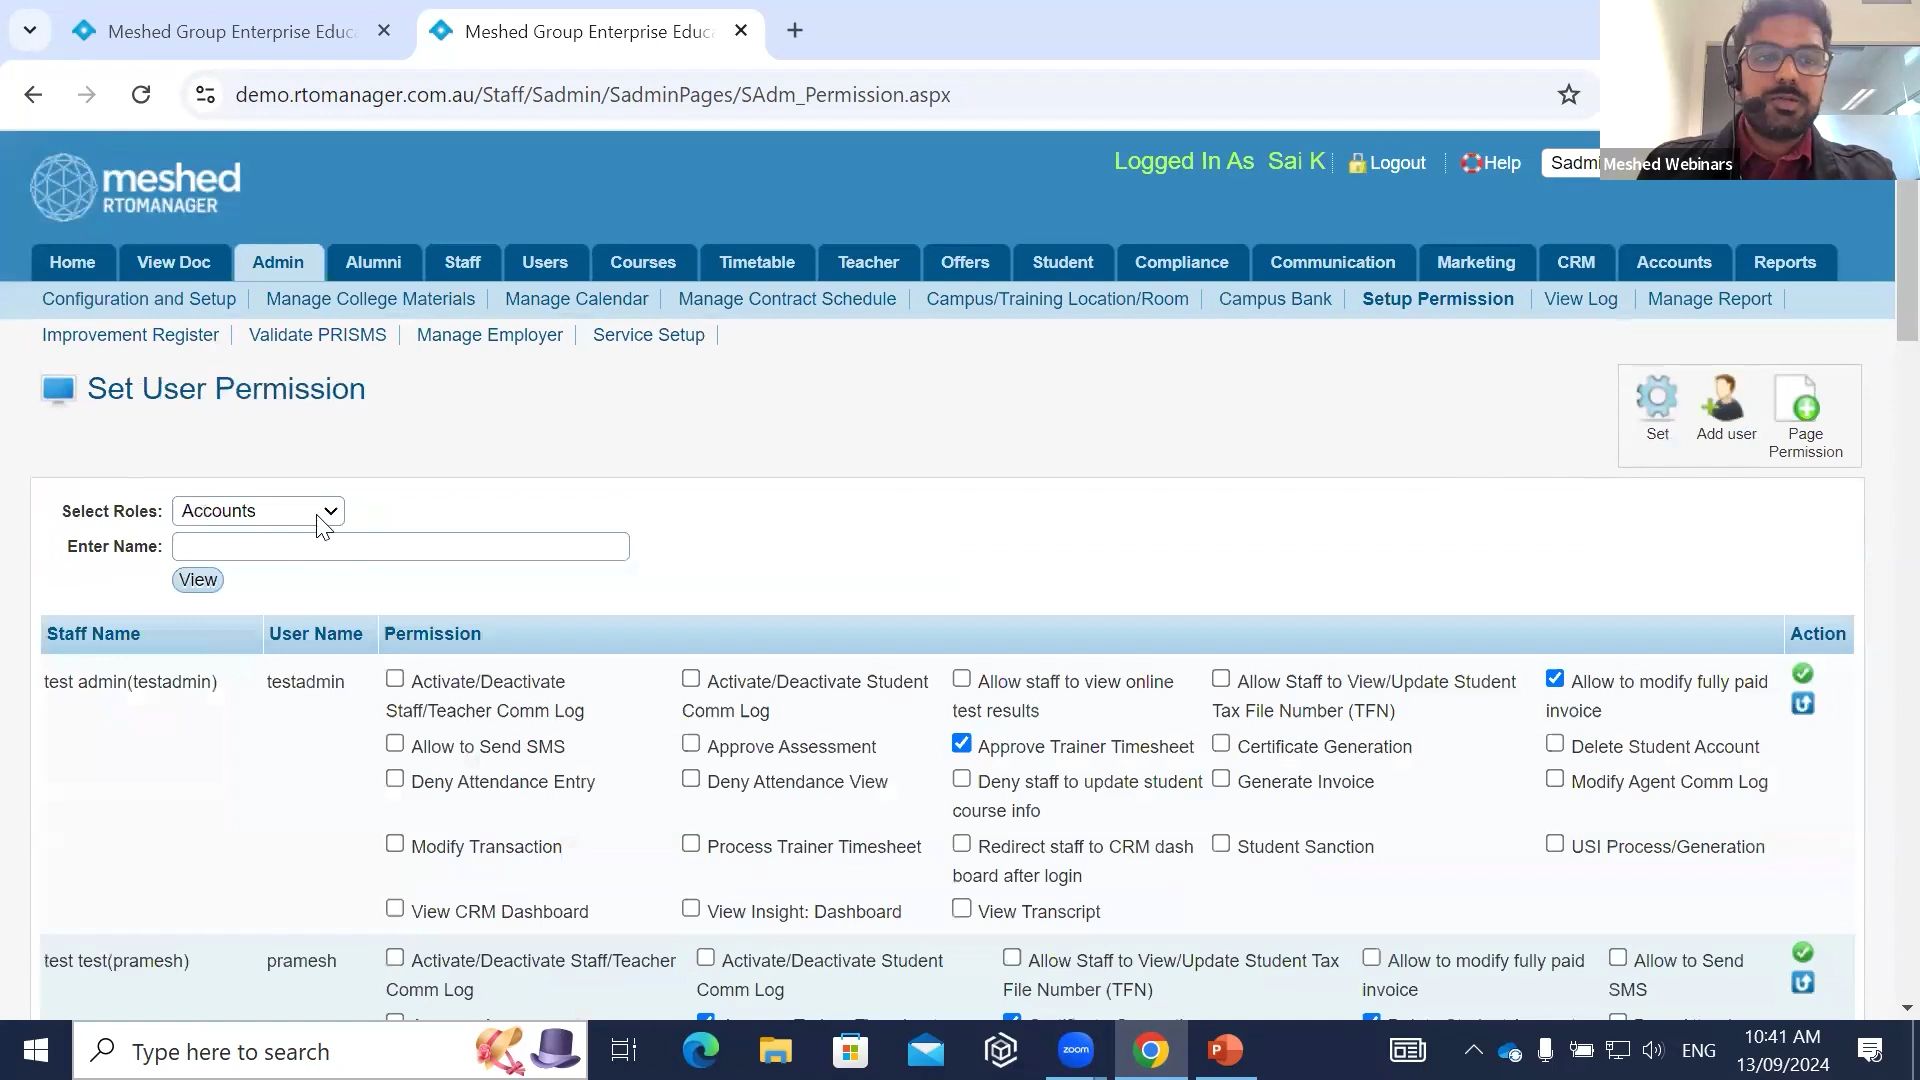 Meshed Group Enterprise Educ
Meshed Group Enterprise Educ
demo.rtomanager.com.au/Staff/Sadmin/SadminPages/SAdm_Permission.aspx
meshed
RTOMANAGER
Logged In As Sai K
Logout
Help
Sadmi
Meshed Webinars
Home
View Doc
Admin
Alumni
Staff
Users
Courses
Timetable
Teacher
Offers
Student
Compliance
Communication
Marketing
CRM
Accounts
Reports
Configuration and Setup
Manage College Materials
Manage Calendar
Manage Contract Schedule
Campus/Training Location/Room
Campus Bank
Setup Permission
View Log
Manage Report
Improvement Register
Validate PRISMS
Manage Employer
Service Setup
Set User Permission
Set
Add user
Page
Permission
Select Roles: Accounts
Enter Name:
View
Staff Name
User Name
Permission
Action
test admin(testadmin)
testadmin
Activate/Deactivate
Staff/Teacher Comm Log
Activate/Deactivate Student
Comm Log
Allow staff to view online
test results
Allow Staff to View/Update Student
Tax File Number (TFN)
Allow to modify fully paid
invoice
Allow to Send SMS
Approve Assessment
Approve Trainer Timesheet
Certificate Generation
Delete Student Account
Deny Attendance Entry
Deny Attendance View
Deny staff to update student
course info
Generate Invoice
Modify Agent Comm Log
Modify Transaction
Process Trainer Timesheet
Redirect staff to CRM dash
board after login
Student Sanction
USI Process/Generation
View CRM Dashboard
View Insight: Dashboard
View Transcript
test test(pramesh)
pramesh
Activate/Deactivate Staff/Teacher
Comm Log
Activate/Deactivate Student
Comm Log
Allow Staff to View/Update Student Tax
File Number (TFN)
Allow to modify fully paid
invoice
Allow to Send
SMS
Type here to search
zoom
P
ENG
10:41 AM
13/09/2024